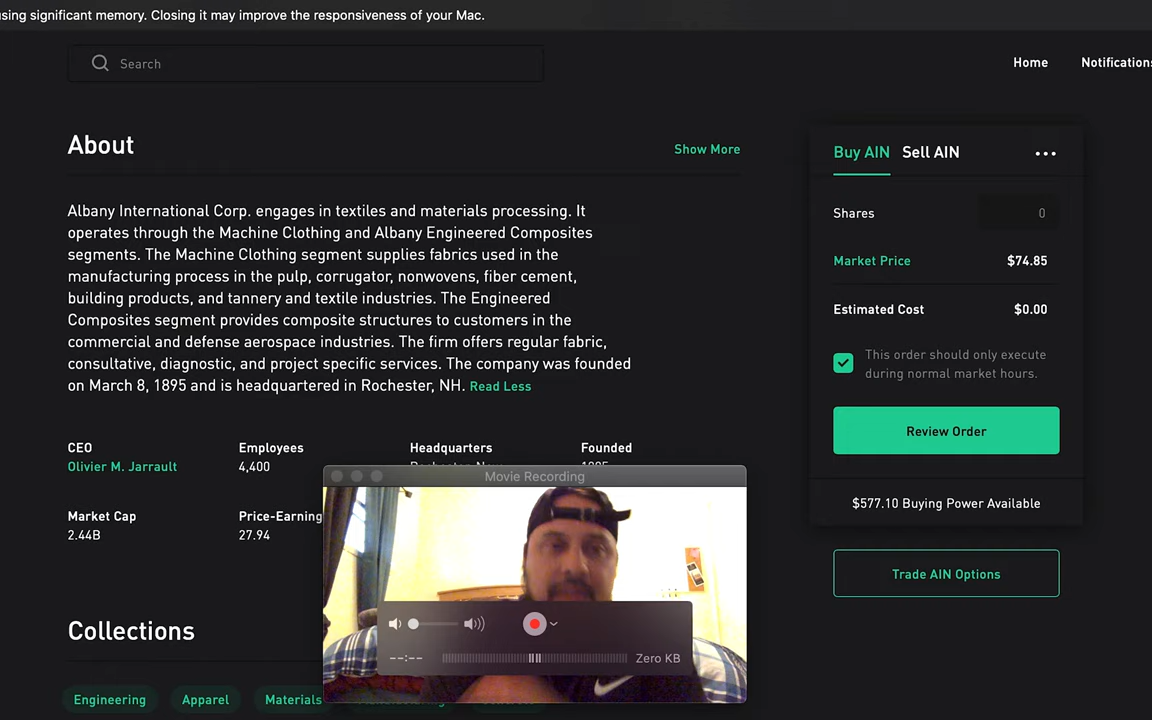 using significant memory. Closing it may improve the responsiveness of your Mac.
Search
Home
Notifications
About
Show More
Albany International Corp. engages in textiles and materials processing. It
operates through the Machine Clothing and Albany Engineered Composites
segments. The Machine Clothing segment supplies fabrics used in the
manufacturing process in the pulp, corrugator, nonwovens, fiber cement,
building products, and tannery and textile industries. The Engineered
Composites segment provides composite structures to customers in the
commercial and defense aerospace industries. The firm offers regular fabric,
consultative, diagnostic, and project specific services. The company was founded
on March 8, 1895 and is headquartered in Rochester, NH. Read Less
CEO
Olivier M. Jarrault
Employees
4,400
Headquarters
Founded
1895
Market Cap
2.44B
Price-Earning
27.94
Movie Recording
--:--
Zero KB
Collections
Engineering
Apparel
Materials
Buy AIN
Sell AIN
Shares
0
Market Price
$74.85
Estimated Cost
$0.00
This order should only execute
during normal market hours.
Review Order
$577.10 Buying Power Available
Trade AIN Options